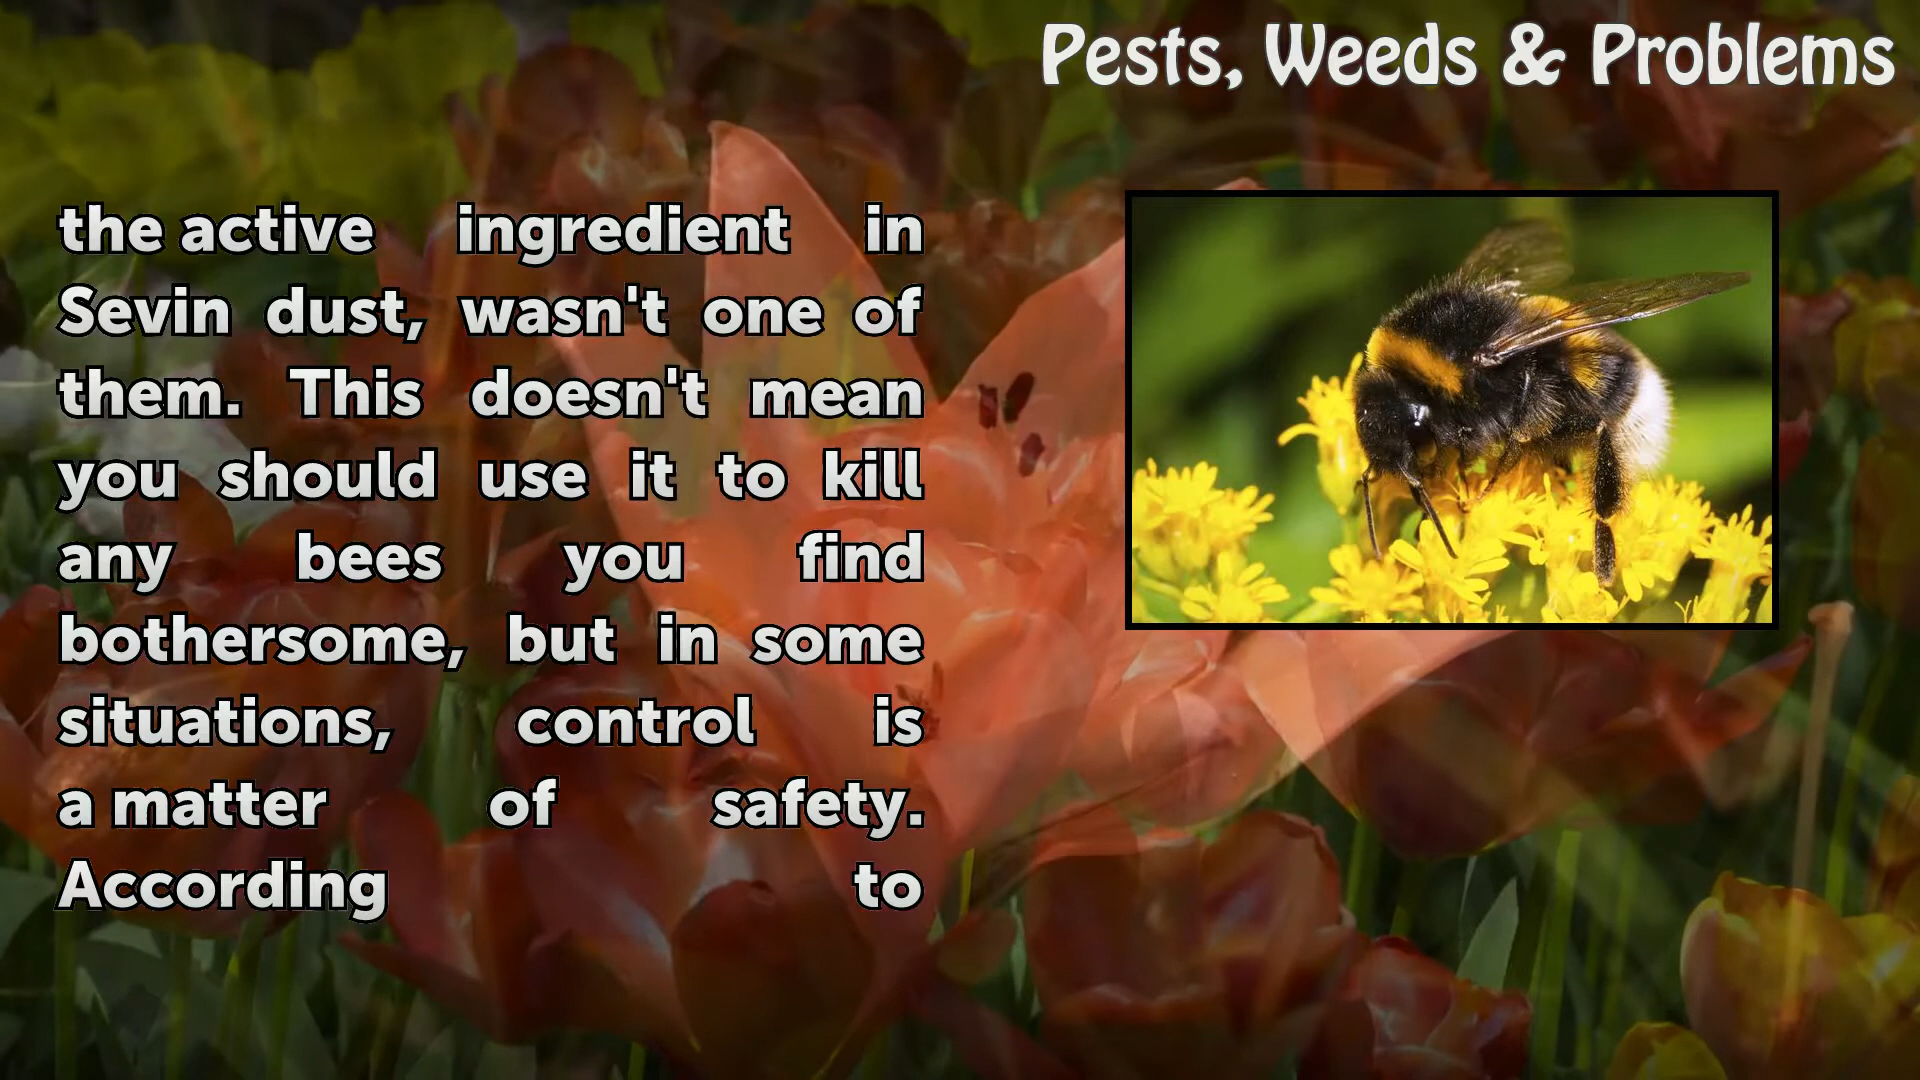 Pests, Weeds & Problems
the active ingredient in
Sevin dust, wasn't one of
them. This doesn't mean
you should use it to kill
any bees you find
bothersome, but in some
situations, control is
a matter of safety.
According to